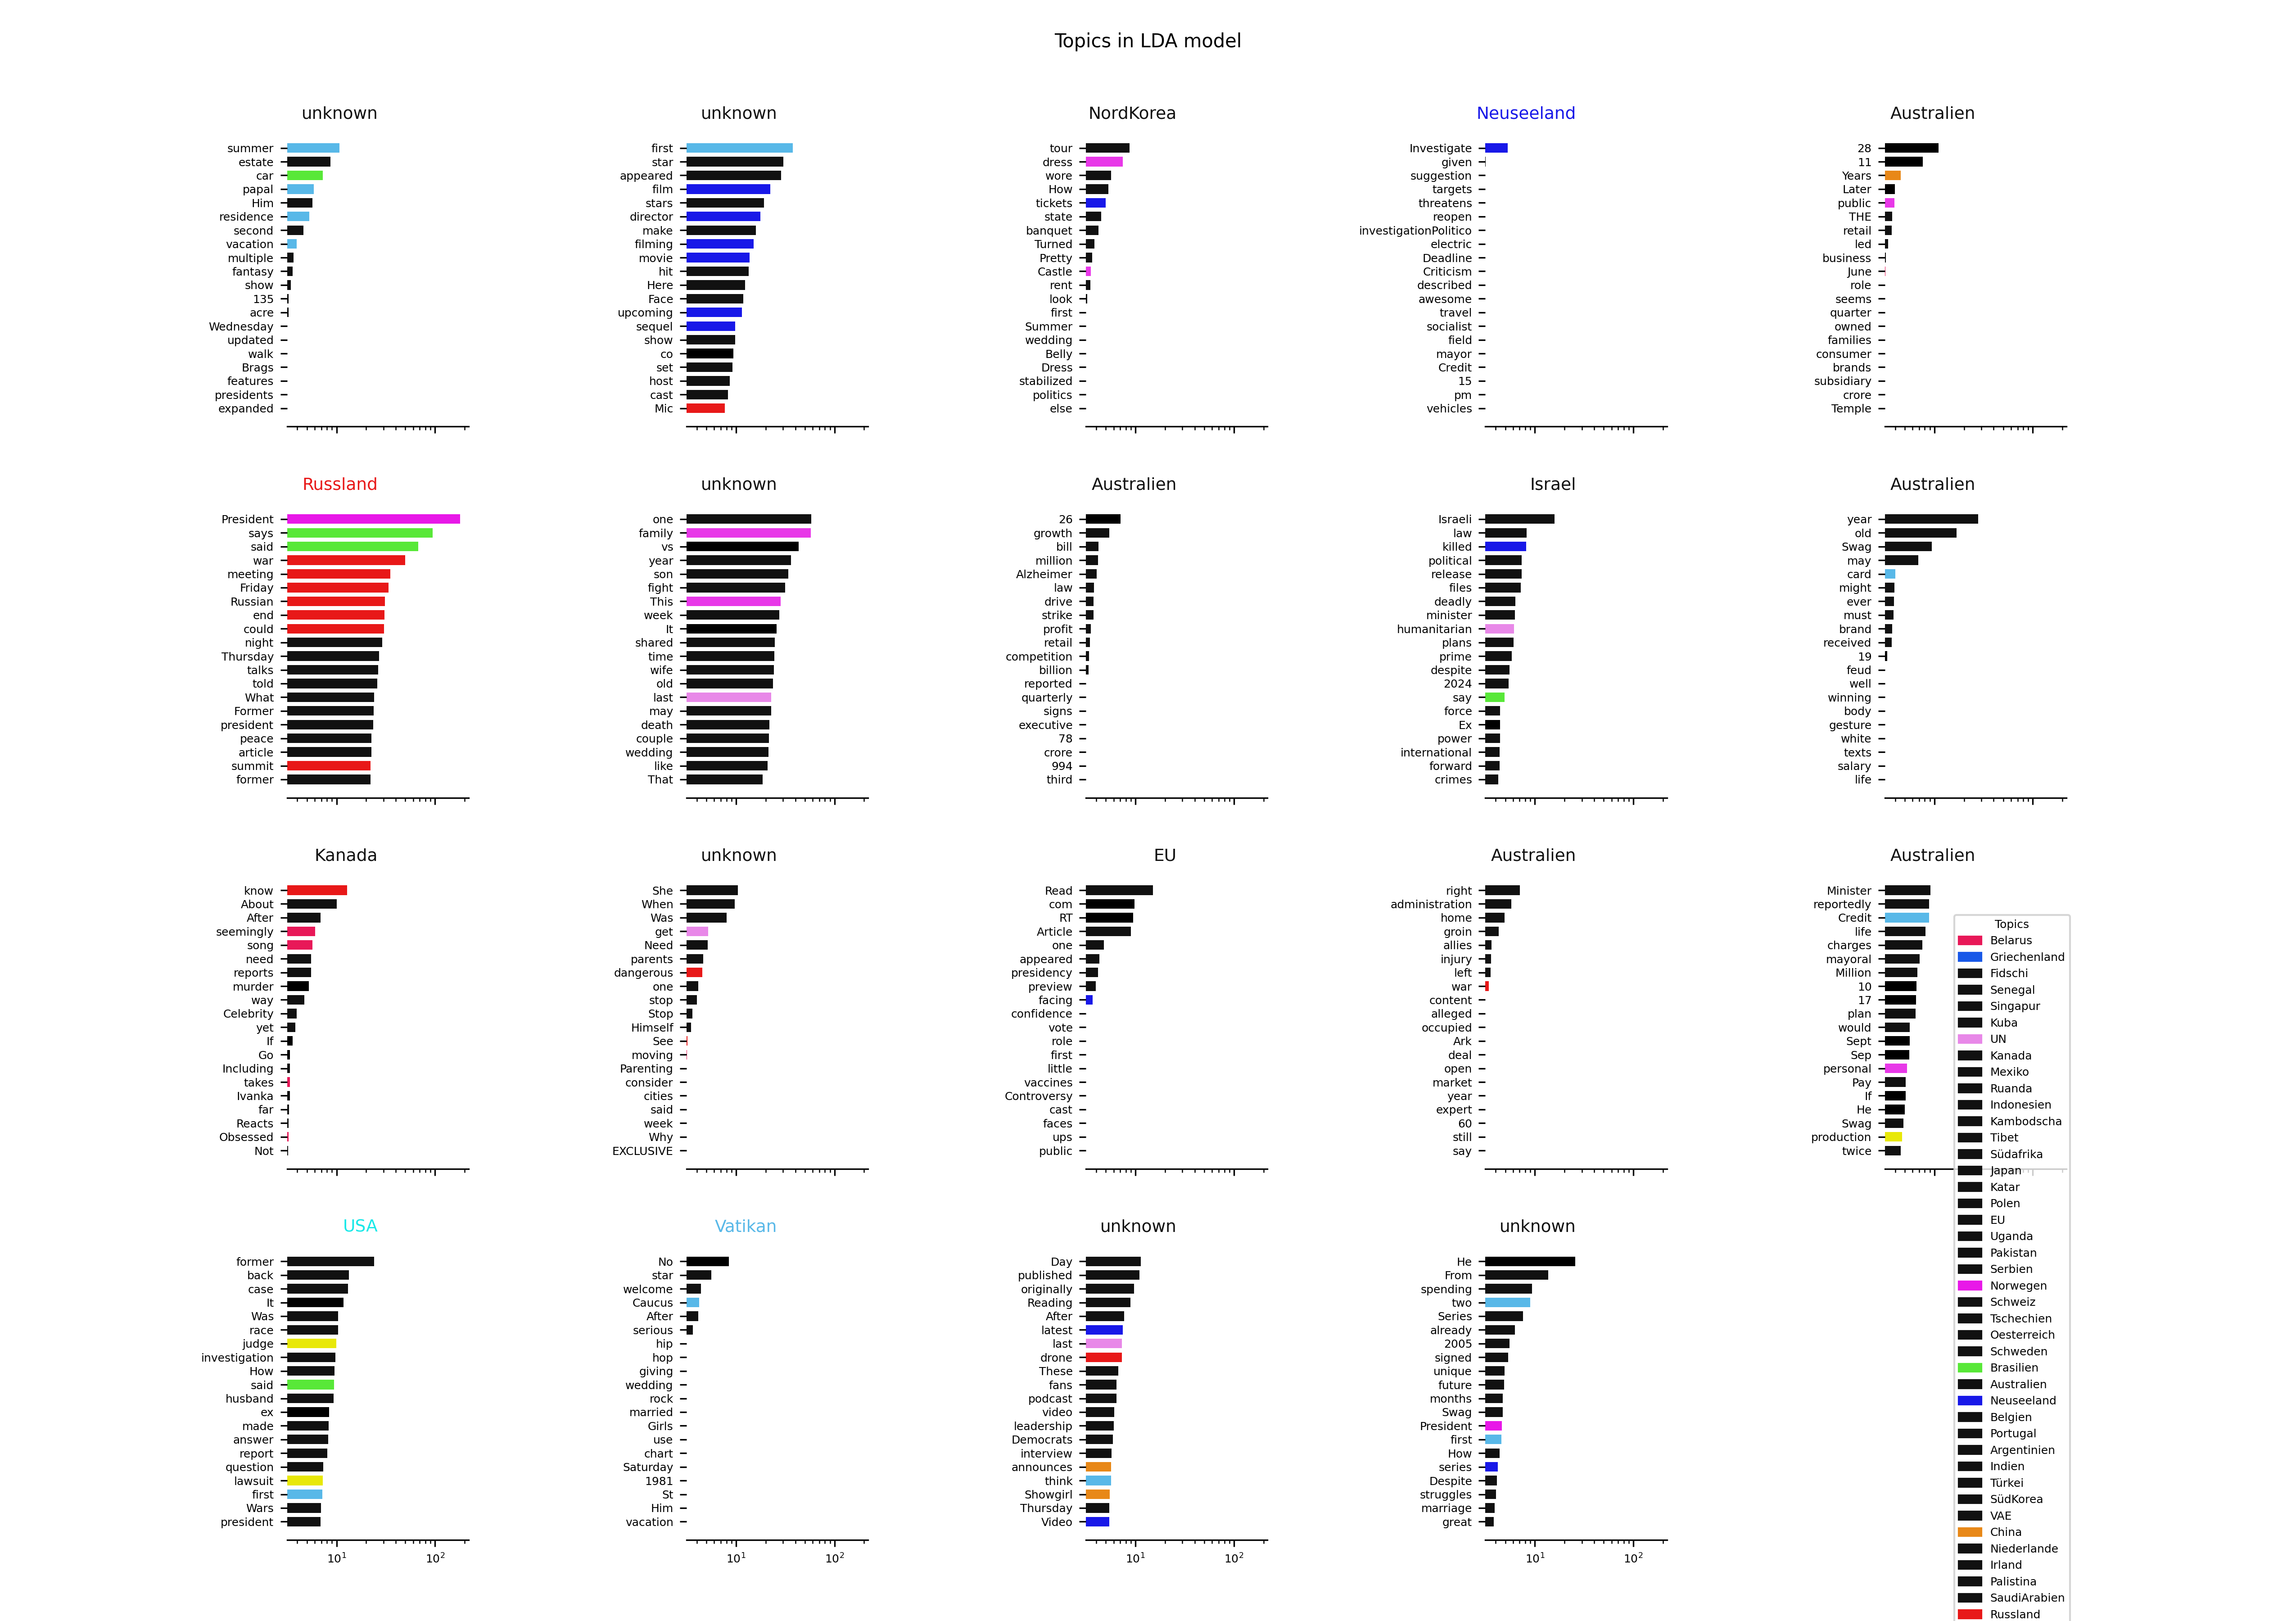 Topics in LDA model
unknown
summer
estate
car
papal
Him
residence
second
vacation
multiple
fantasy
show
135
acre
Wednesday
updated
walk
Brags
features
presidents
expanded
unknown
first
star
appeared
film
stars
director
make
filming
movie
hit
Here
Face
upcoming
sequel
show
co
set
host
cast
Mic
NordKorea
tour
dress
wore
How
tickets
state
banquet
Turned
Pretty
Castle
rent
look
first
Summer
wedding
Belly
Dress
stabilized
politics
else
Neuseeland
Investigate
given
suggestion
targets
threatens
reopen
investigationPolitico
electric
Deadline
Criticism
described
awesome
travel
socialist
field
mayor
Credit
15
pm
vehicles
Australien
28
11
Years
Later
public
THE
retail
led
business
June
role
seems
quarter
owned
families
consumer
brands
subsidiary
crore
Temple
Russland
President
says
said
war
meeting
Friday
Russian
end
could
night
Thursday
talks
told
What
Former
president
peace
article
summit
former
unknown
one
family
vs
year
son
fight
This
week
It
shared
time
wife
old
last
may
death
couple
wedding
like
That
Australien
26
growth
bill
million
Alzheimer
law
drive
strike
profit
retail
competition
billion
reported
quarterly
signs
executive
78
crore
994
third
Israel
Israeli
law
killed
political
release
files
deadly
minister
humanitarian
plans
prime
despite
2024
say
force
Ex
power
international
forward
crimes
Australien
year
old
Swag
may
card
might
ever
must
brand
received
19
feud
well
winning
body
gesture
white
texts
salary
life
Kanada
know
About
After
seemingly
song
need
reports
murder
way
Celebrity
yet
If
Go
Including
takes
Ivanka
far
Reacts
Obsessed
Not
unknown
She
When
Was
get
Need
parents
dangerous
one
stop
Stop
Himself
See
moving
Parenting
consider
cities
said
week
Why
EXCLUSIVE
EU
Read
com
RT
Article
one
appeared
presidency
preview
facing
confidence
vote
role
first
little
vaccines
Controversy
cast
faces
ups
public
Australien
right
administration
home
groin
allies
injury
left
war
content
alleged
occupied
Ark
deal
open
market
year
expert
60
still
say
Australien
Minister
reportedly
Credit
life
charges
mayoral
Million
10
17
plan
would
Sept
Sep
personal
Pay
If
He
Swag
production
twice
USA
former
back
case
It
Was
race
judge
investigation
How
said
husband
ex
made
answer
report
question
lawsuit
first
Wars
president
10¹ 10²
Vatikan
No
star
welcome
Caucus
After
serious
hip
hop
giving
wedding
rock
married
Girls
use
chart
Saturday
1981
St
Him
vacation
10¹ 10²
unknown
Day
published
originally
Reading
After
latest
last
drone
These
fans
podcast
video
leadership
Democrats
interview
announces
think
Showgirl
Thursday
Video
10¹ 10²
unknown
He
From
spending
two
Series
already
2005
signed
unique
future
months
Swag
President
first
How
series
Despite
struggles
marriage
great
10¹ 10²
Topics
Belarus
Griechenland
Fidschi
Senegal
Singapur
Kuba
UN
Kanada
Mexiko
Ruanda
Indonesien
Kambodscha
Tibet
Südafrika
Japan
Katar
Polen
EU
Uganda
Pakistan
Serbien
Norwegen
Schweiz
Tschechien
Oesterreich
Schweden
Brasilien
Australien
Neuseeland
Belgien
Portugal
Argentinien
Indien
Türkei
SüdKorea
VAE
China
Niederlande
Irland
Palistina
SaudiArabien
Russland